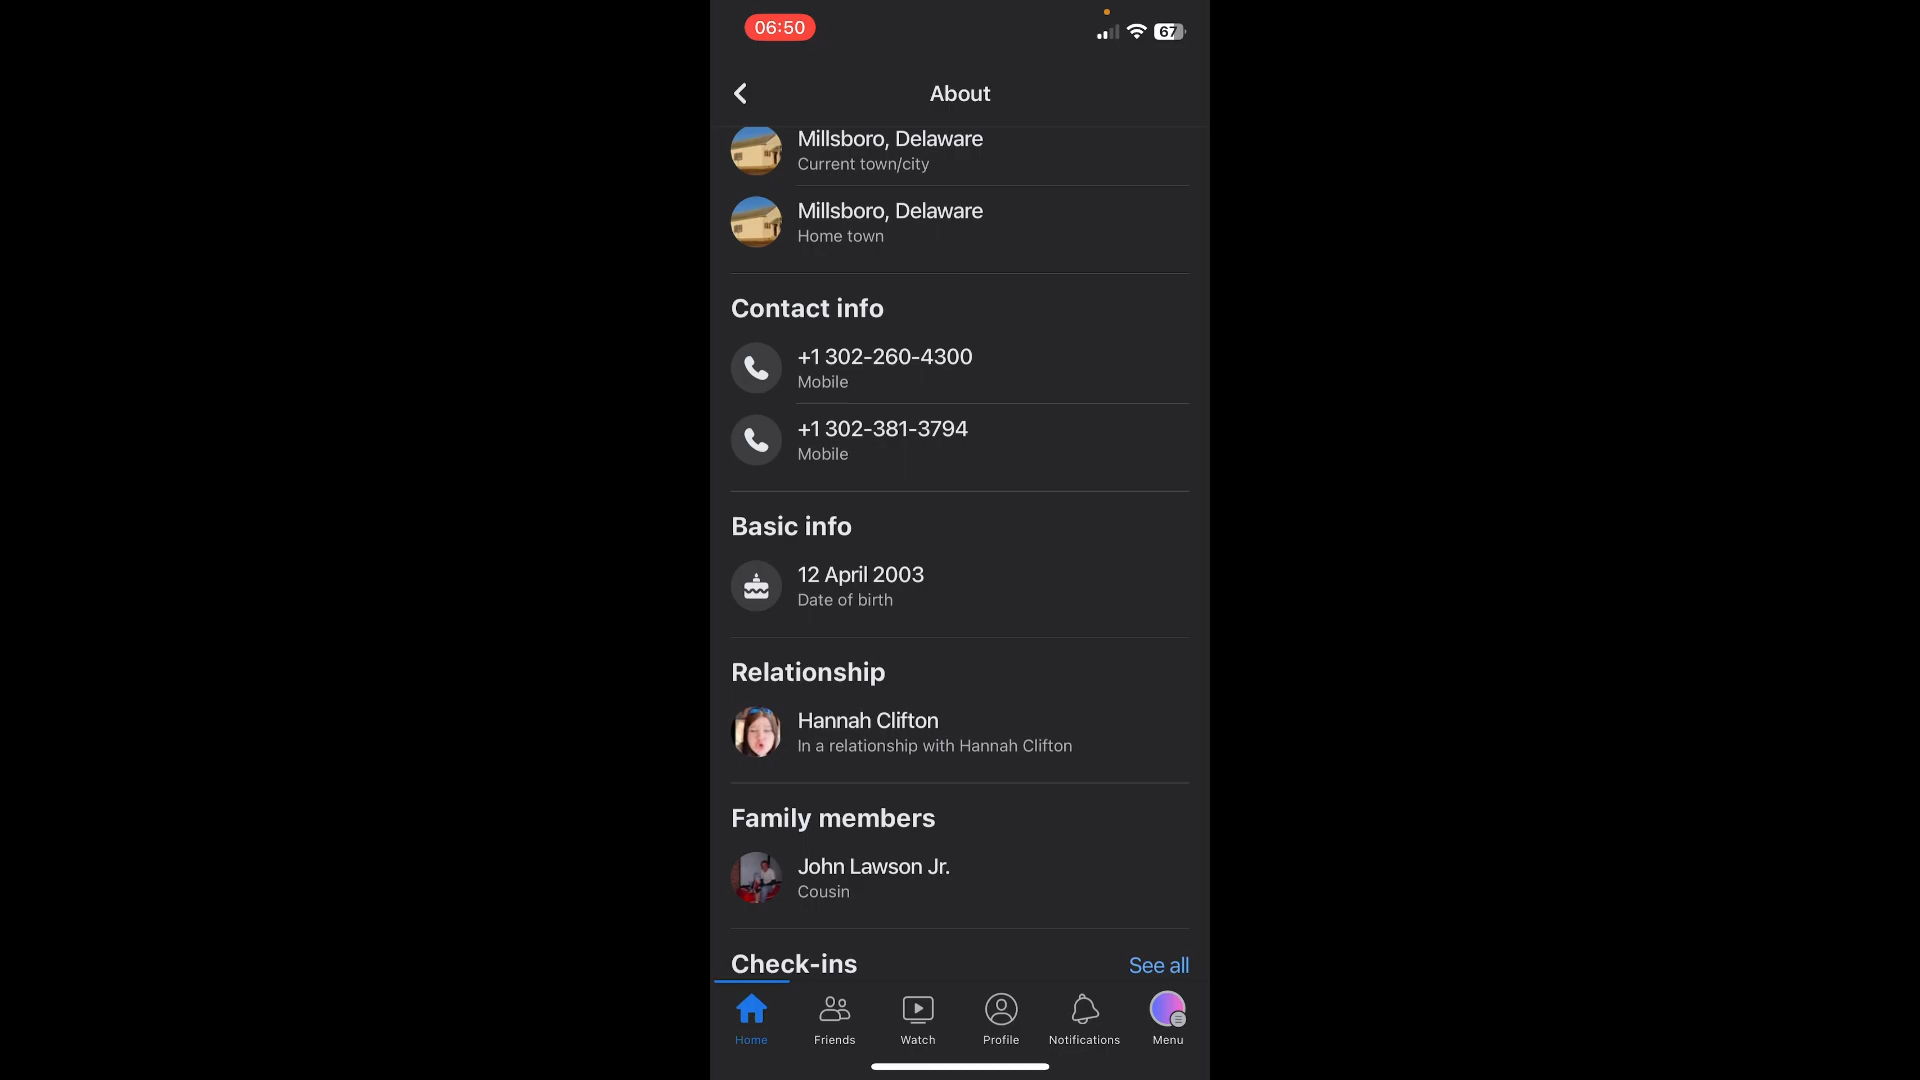 06:50
67
About
Millsboro, Delaware
Current town/city
Millsboro, Delaware
Home town
Contact info
+1 302-260-4300
Mobile
+1 302-381-3794
Mobile
Basic info
12 April 2003
Date of birth
Relationship
Hannah Clifton
In a relationship with Hannah Clifton
Family members
John Lawson Jr.
Cousin
Check-ins See all
Home Friends Watch Profile Notifications Menu